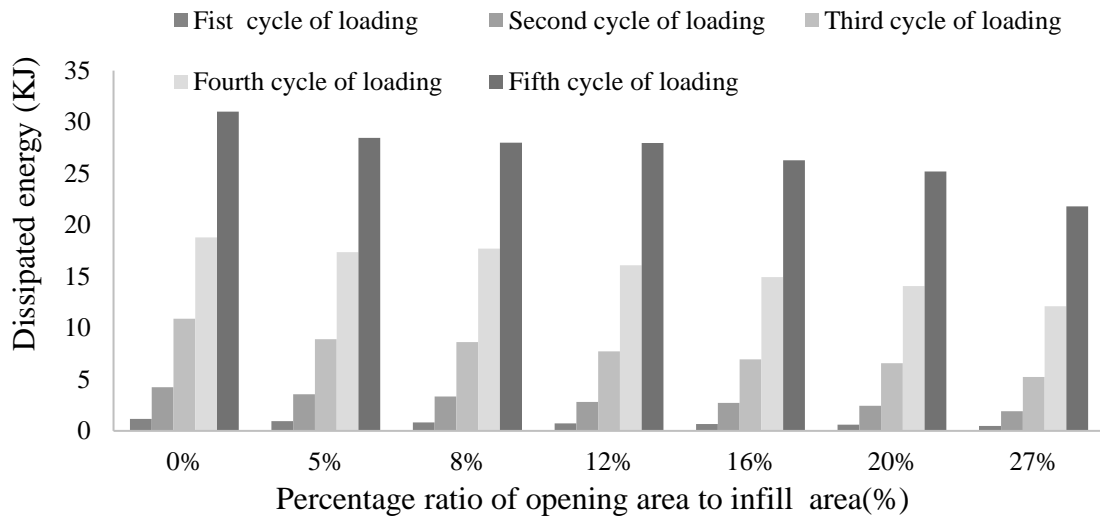 Fist cycle of loading Second cycle of loading Third cycle of loading
Fourth cycle of loading Fifth cycle of loading
Dissipated energy (KJ)
35
30
25
20
15
10
5
0
0% 5% 8% 12% 16% 20% 27%
Percentage ratio of opening area to infill area(%)